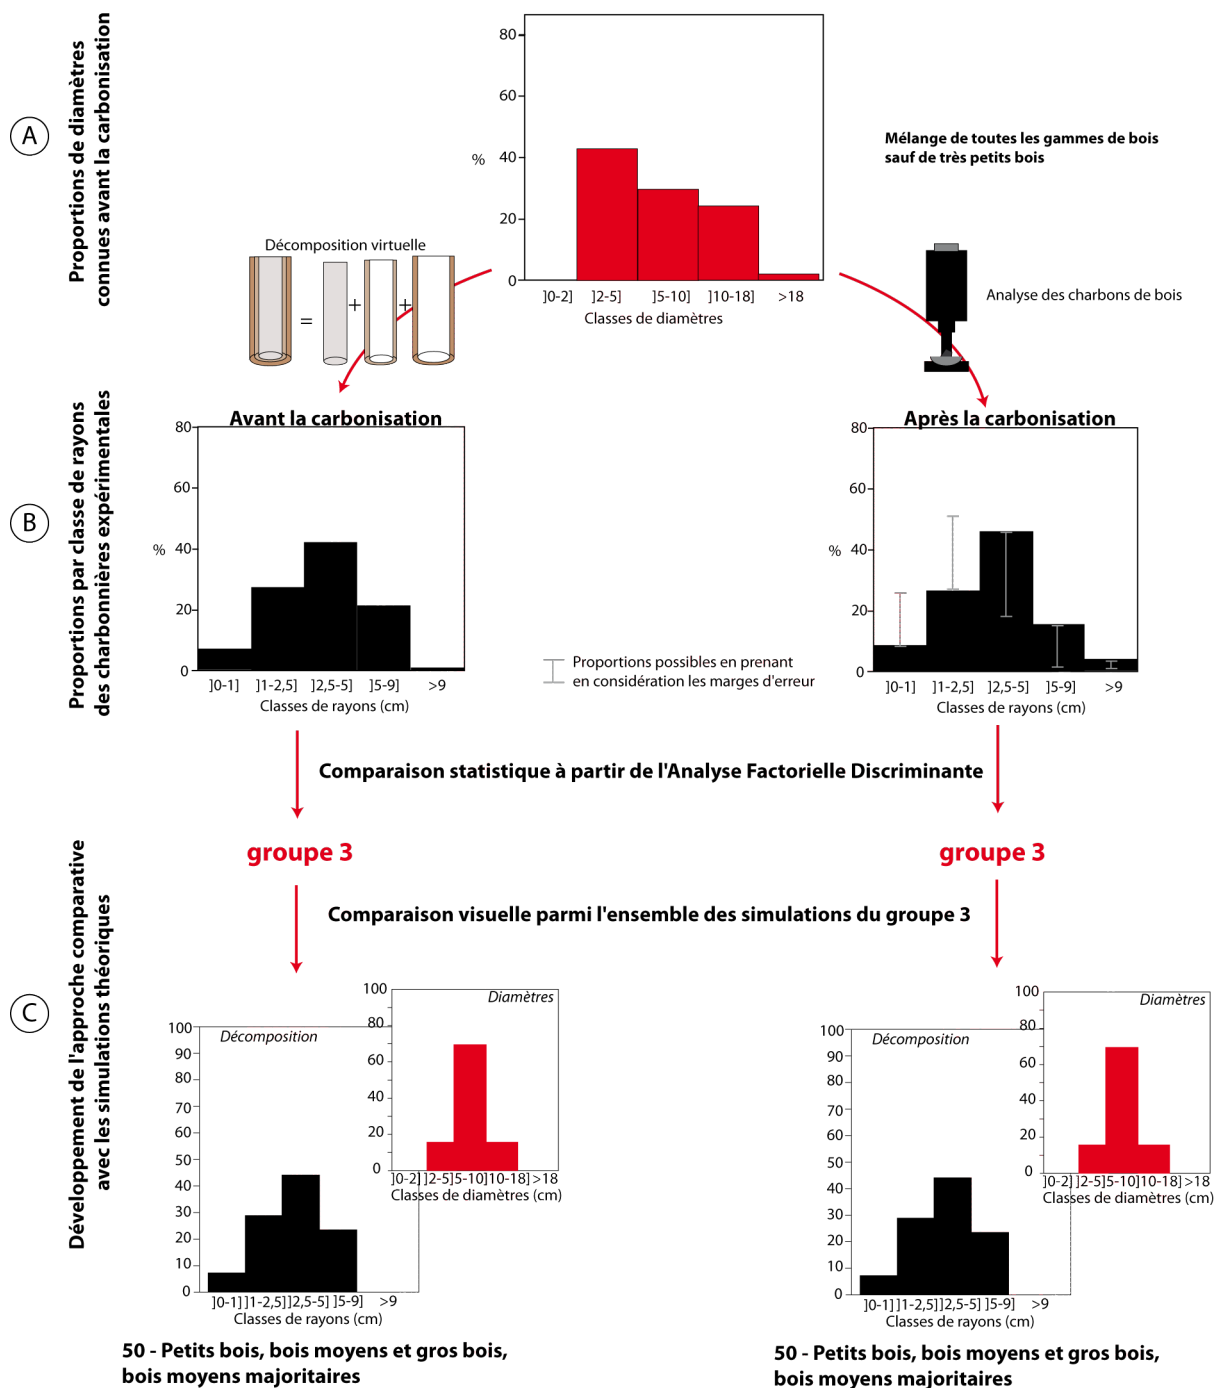 A
Proportions de diamètres
connues avant la carbonisation
80
60
%
40
20
0
]0-2]
]2-5]
]5-10]
]10-18]
>18
Classes de diamètres
Mélange de toutes les gammes de bois
sauf de très petits bois
Décomposition virtuelle
=
+
+
Analyse des charbons de bois
B
Proportions par classe de rayons
des charbonnières expérimentales
Avant la carbonisation
80
60
% 40
20
0
]0-1] ]1-2,5] ]2,5-5] ]5-9] >9
Classes de rayons (cm)
Proportions possibles en prenant
en considération les marges d'erreur
Après la carbonisation
80
60
% 40
20
0
]0-1] ]1-2,5] ]2,5-5] ]5-9] >9
Classes de rayons (cm)
Comparaison statistique à partir de l'Analyse Factorielle Discriminante
groupe 3
groupe 3
Comparaison visuelle parmi l'ensemble des simulations du groupe 3
C
Développement de l'approche comparative
avec les simulations théoriques
Décomposition
100
90
80
70
60
50
40
30
20
10
0
]0-1] ]1-2,5] ]2,5-5] ]5-9] >9
Classes de rayons (cm)
Diamètres
100
80
60
40
20
0
]0-2] ]2-5] ]5-10] ]10-18] >18
Classes de diamètres (cm)
50 - Petits bois, bois moyens et gros bois,
bois moyens majoritaires
Décomposition
100
90
80
70
60
50
40
30
20
10
0
]0-1] ]1-2,5] ]2,5-5] ]5-9] >9
Classes de rayons (cm)
Diamètres
100
80
60
40
20
0
]0-2] ]2-5] ]5-10] ]10-18] >18
Classes de diamètres (cm)
50 - Petits bois, bois moyens et gros bois,
bois moyens majoritaires